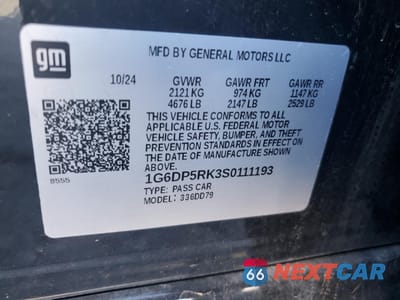 gm
MFD BY GENERAL MOTORS LLC
10/24 GVWR GAWR FRT GAWR RR
2121 KG 974 KG 1147 KG
4676 LB 2147 LB 2529 LB
THIS VEHICLE CONFORMS TO ALL
APPLICABLE U.S. FEDERAL MOTOR
VEHICLE SAFETY, BUMPER, AND THEFT
PREVENTION STANDARDS IN EFFECT
ON THE DATE OF MANUFACTURE
SHOWN ABOVE.
8555
1G6DP5RK3S0111193
TYPE: PASS CAR
MODEL: 336DD79
66 NEXTCAR